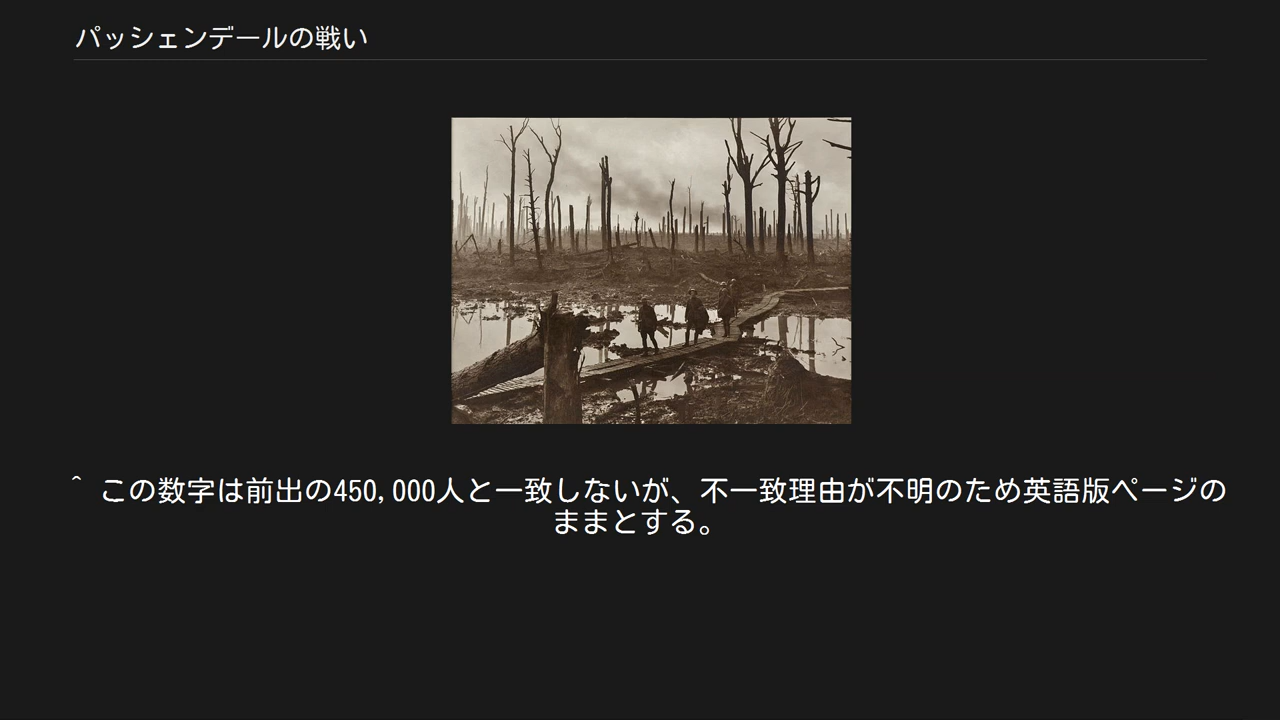 パッシェンデールの戦い
^ この数字は前出の450,000人と一致しないが、不一致理由が不明のため英語版ページの
ままとする。